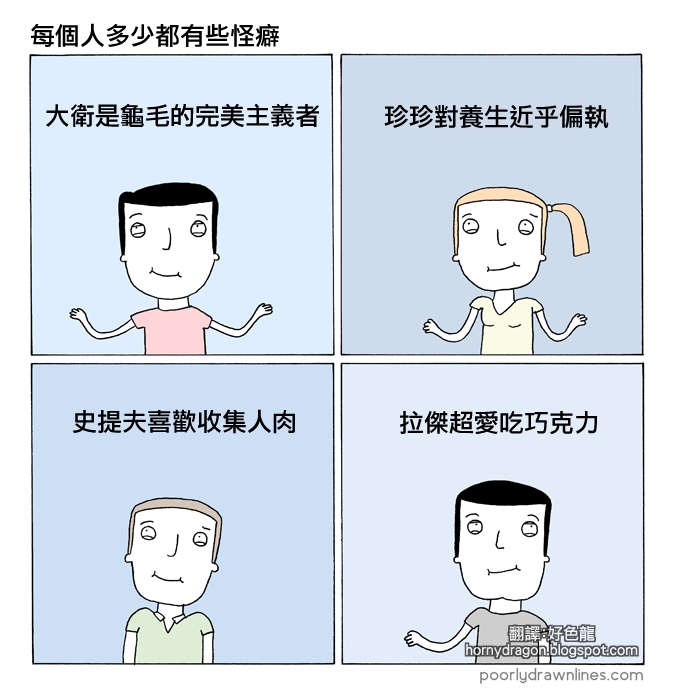 每個人多少都有些怪癖
大衛是龜毛的完美主義者
珍珍對養生近乎偏執
史提夫喜歡收集人肉
拉傑超愛吃巧克力
翻譯:好色龍
hornydragon.blogspot.com
poorlydrawnlines.com